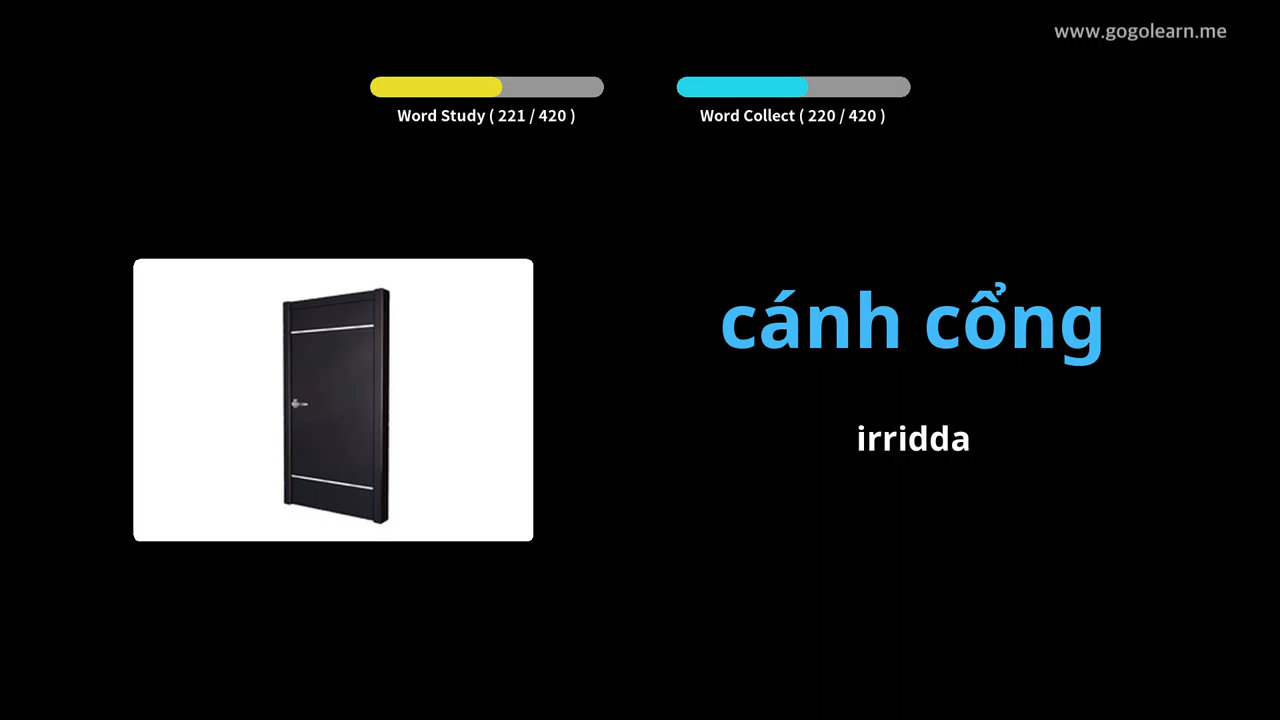 www.gogolearn.me
Word Study ( 221 / 420 )
Word Collect ( 220 / 420 )
cánh cổng
irridda